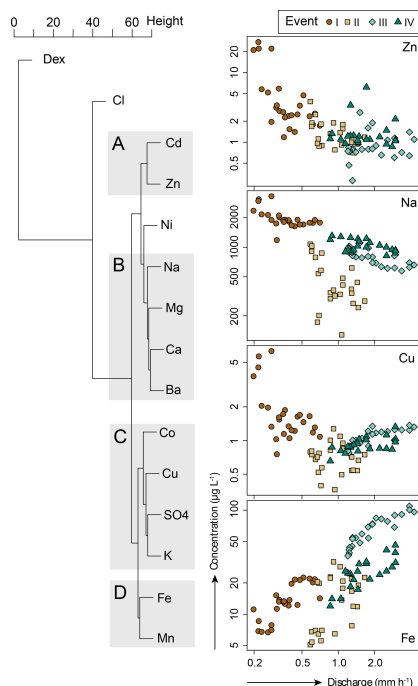 0 20 40 60 Height
Dex
Cl
A
Cd
Zn
Ni
B
Na
Mg
Ca
Ba
C
Co
Cu
SO4
K
D
Fe
Mn
Event I II III IV
Zn
20
10
5
2
1
0.5
Na
2000
1000
500
200
Cu
5
2
1
0.5
Fe
100
50
20
10
5
0.2 0.5 1.0 2.0
Concentration (µg L⁻¹)
Discharge (mm h⁻¹)